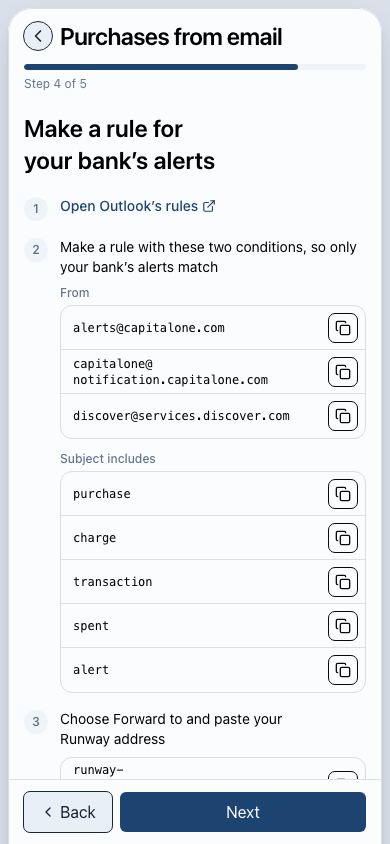 Purchases from email
Step 4 of 5
Make a rule for
your bank’s alerts
1
Open Outlook’s rules
2
Make a rule with these two conditions, so only
your bank’s alerts match
From
alerts@capitalone.com
capitalone@
notification.capitalone.com
discover@services.discover.com
Subject includes
purchase
charge
transaction
spent
alert
3
Choose Forward to and paste your
Runway address
runway–
Back
Next